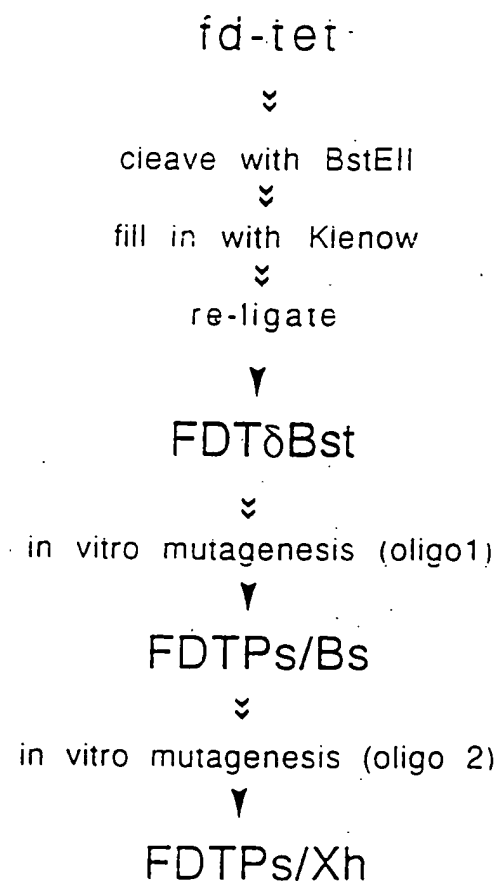 fd-tet
cleave with BstEII
fill in with Klenow
re-ligate
FDTδBst
in vitro mutagenesis (oligo1)
FDTPs/Bs
in vitro mutagenesis (oligo 2)
FDTPs/Xh